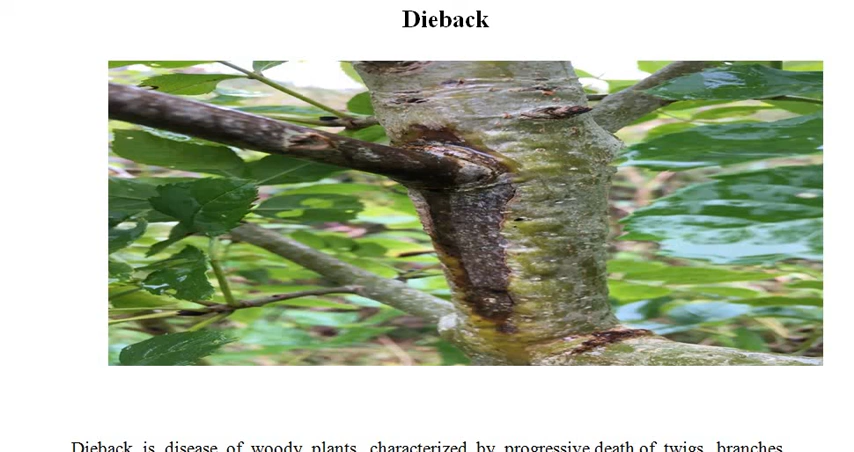 Dieback
Dieback is disease of woody plants, characterized by progressive death of twigs, branches